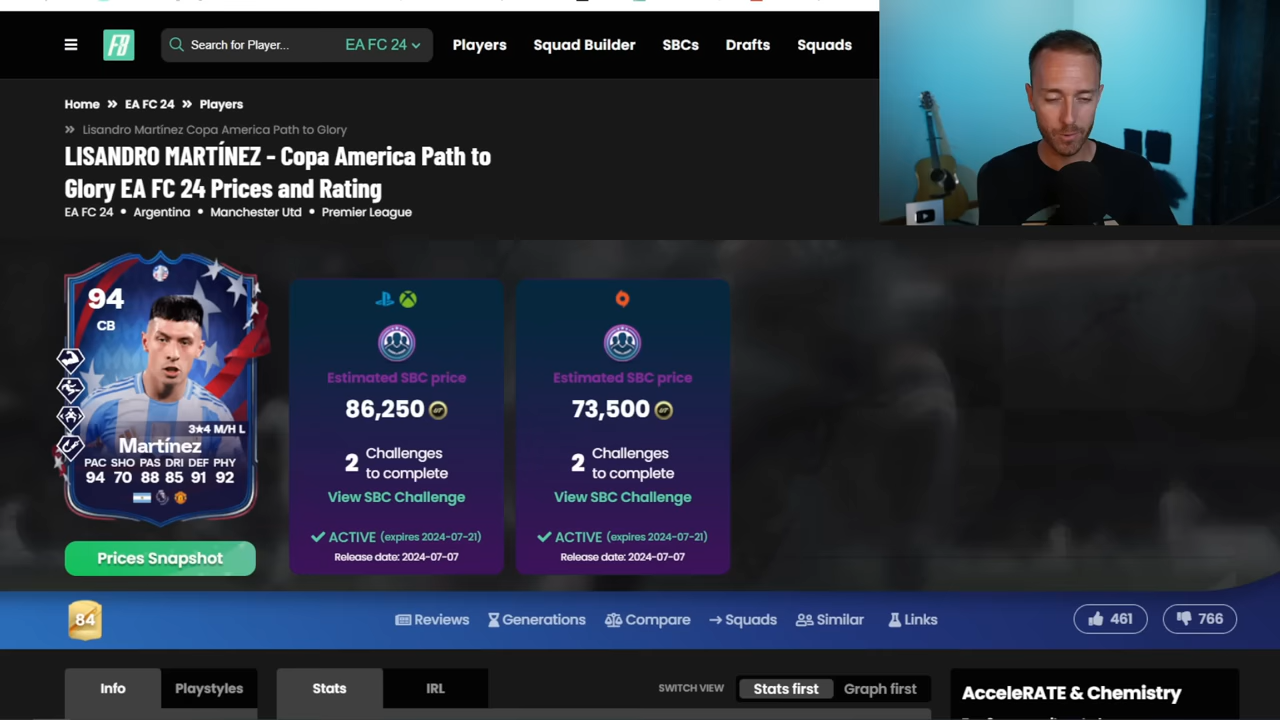 FB
Search for Player...
EA FC 24
Players
Squad Builder
SBCs
Drafts
Squads
Home » EA FC 24 » Players
» Lisandro Martínez Copa America Path to Glory
LISANDRO MARTÍNEZ - Copa America Path to
Glory EA FC 24 Prices and Rating
EA FC 24 • Argentina • Manchester Utd • Premier League
94
CB
3★4 M/H L
Martínez
PAC SHO PAS DRI DEF PHY
94 70 88 85 91 92
Prices Snapshot
Estimated SBC price
86,250
2 Challenges
to complete
View SBC Challenge
ACTIVE (expires 2024-07-21)
Release date: 2024-07-07
Estimated SBC price
73,500
2 Challenges
to complete
View SBC Challenge
ACTIVE (expires 2024-07-21)
Release date: 2024-07-07
84
Reviews
Generations
Compare
Squads
Similar
Links
461
766
Info
Playstyles
Stats
IRL
SWITCH VIEW
Stats first
Graph first
AcceleRATE & Chemistry